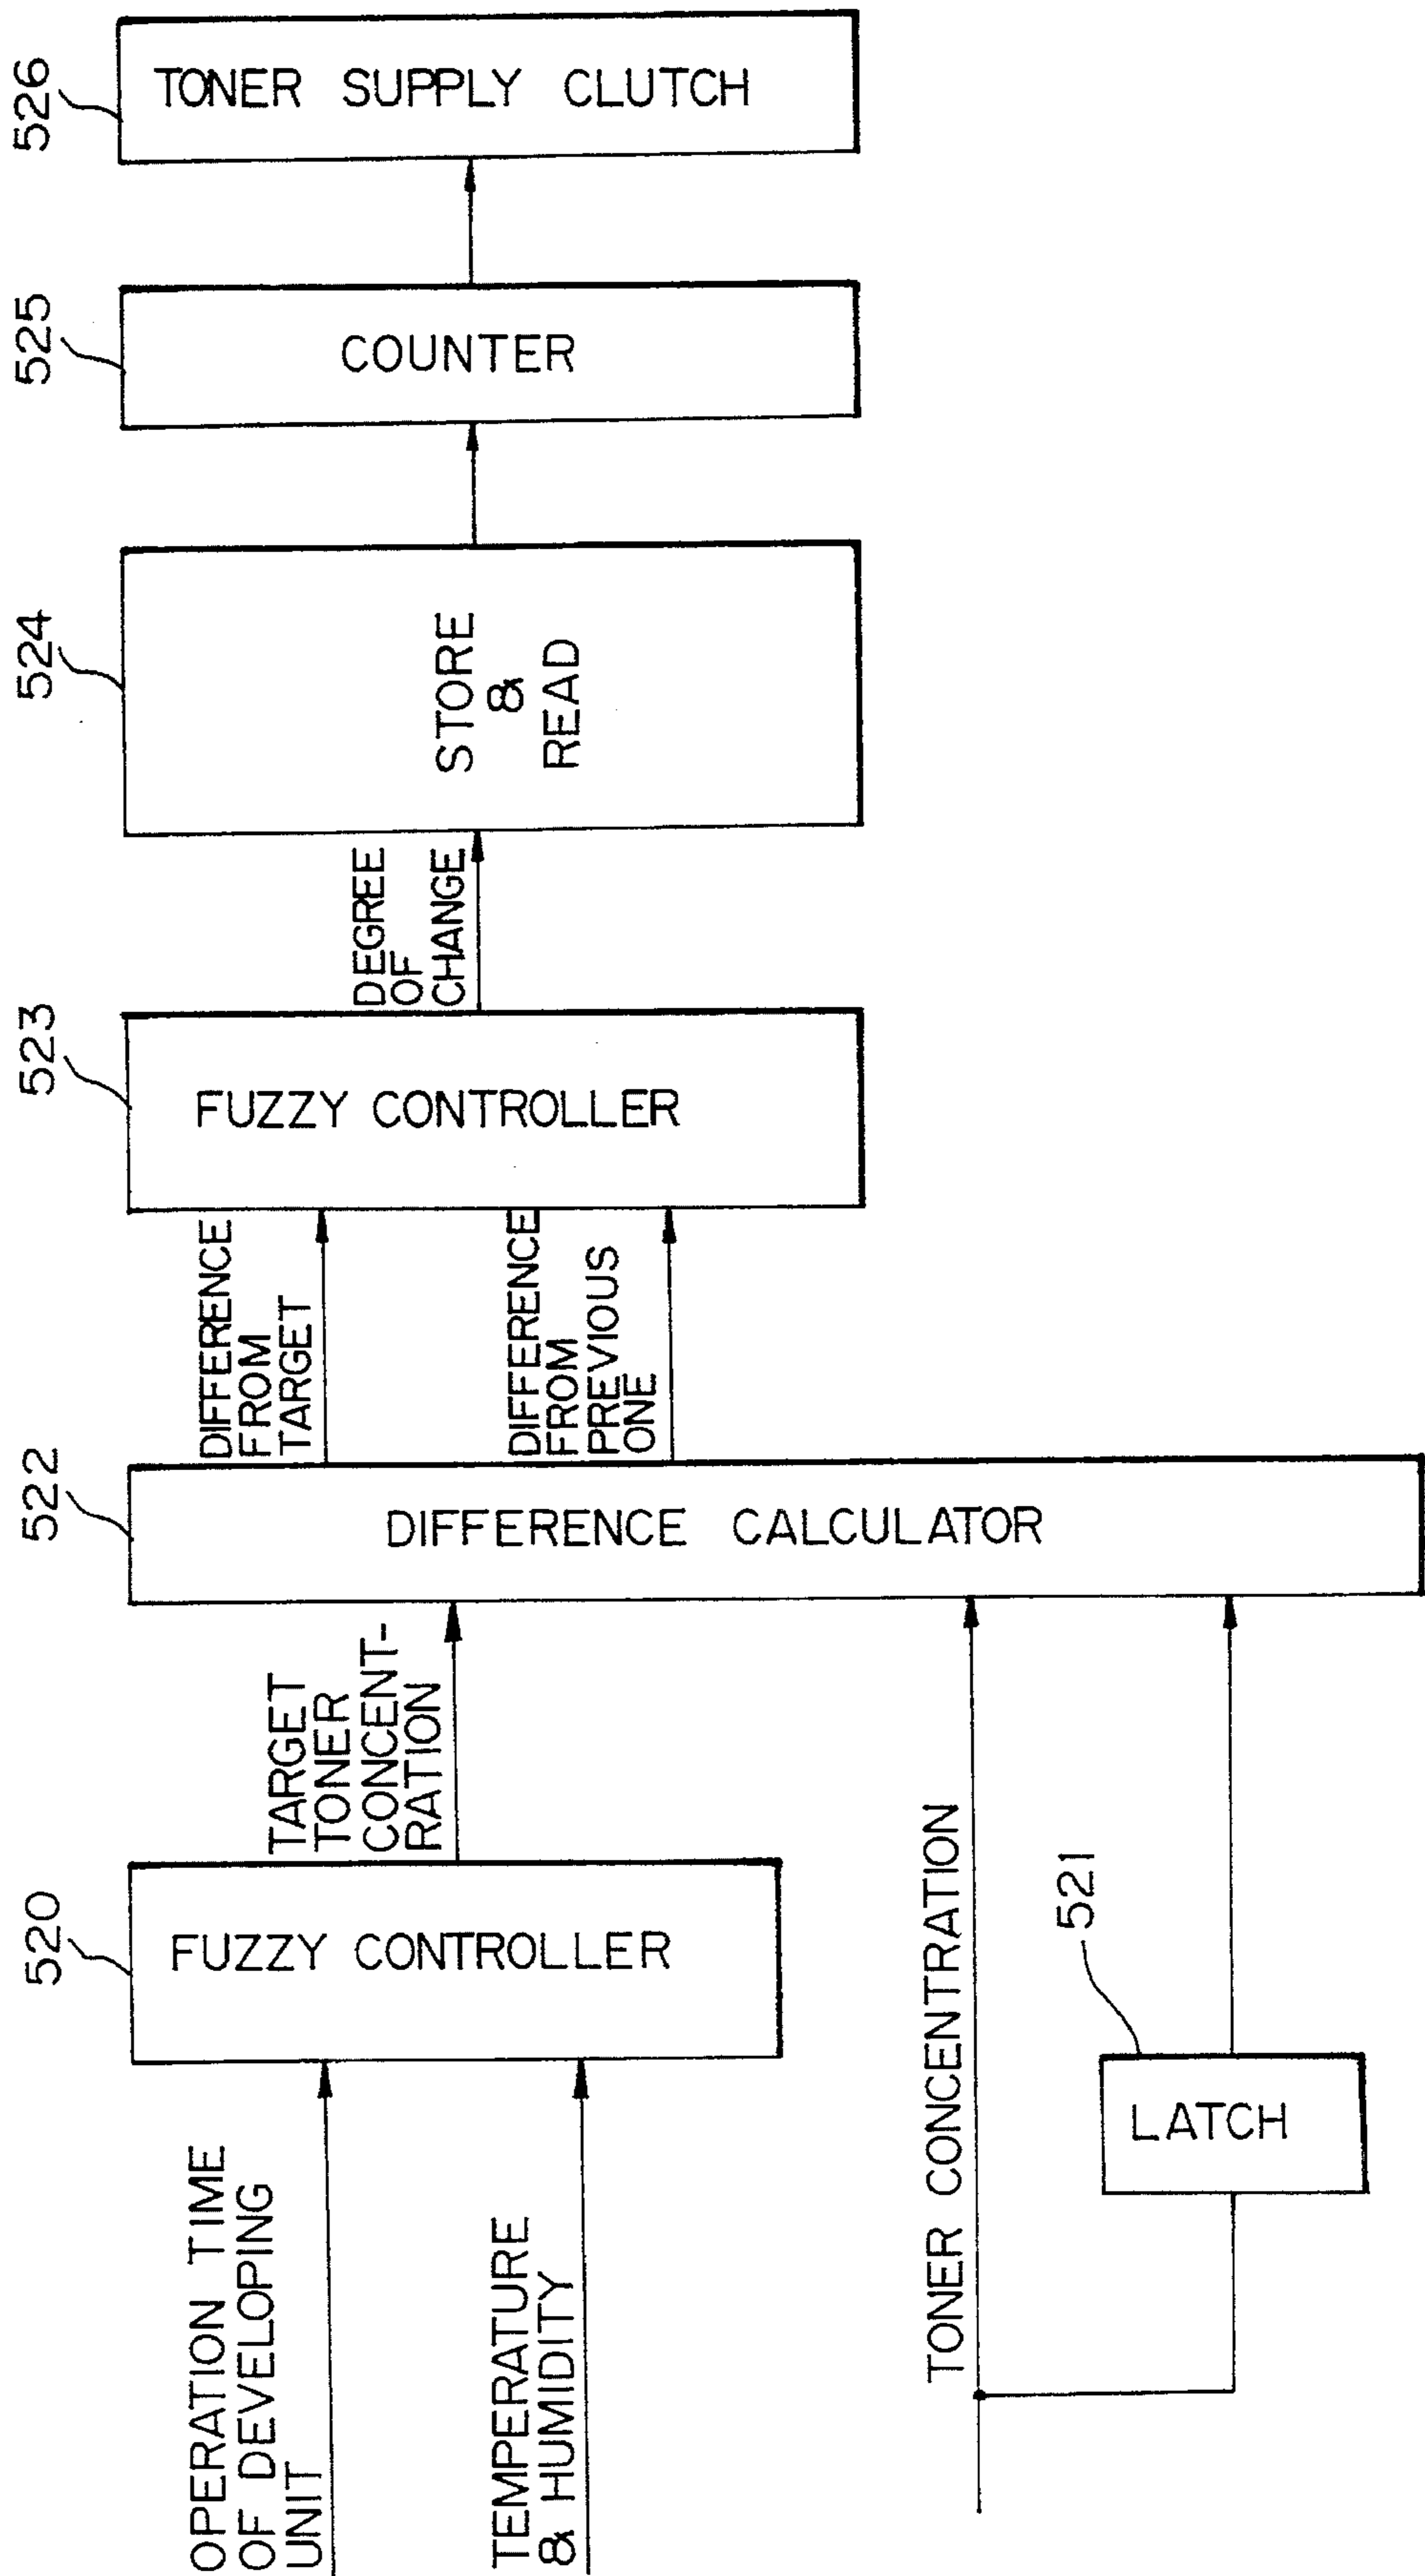 OPERATION TIME
OF DEVELOPING
UNIT
TEMPERATURE
& HUMIDITY
520
FUZZY CONTROLLER
TARGET
TONER
CONCENT-
RATION
TONER CONCENTRATION
521
LATCH
522
DIFFERENCE CALCULATOR
DIFFERENCE
FROM
TARGET
DIFFERENCE
FROM
PREVIOUS
ONE
523
FUZZY CONTROLLER
DEGREE
OF
CHANGE
524
STORE
&
READ
525
COUNTER
526
TONER SUPPLY CLUTCH